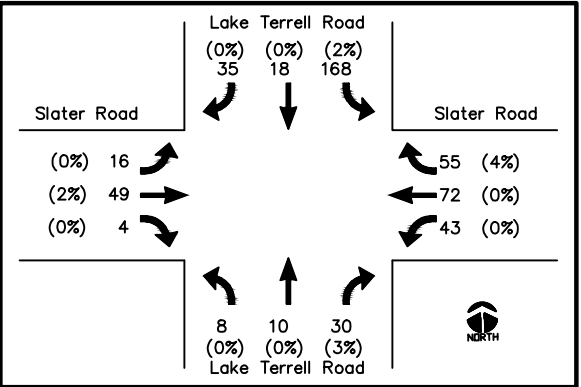 Lake Terrell Road
(0%) (0%) (2%)
35 18 168
Slater Road
Slater Road
(0%) 16
55 (4%)
(2%) 49
72 (0%)
(0%) 4
43 (0%)
8 10 30
(0%) (0%) (3%)
Lake Terrell Road
NORTH